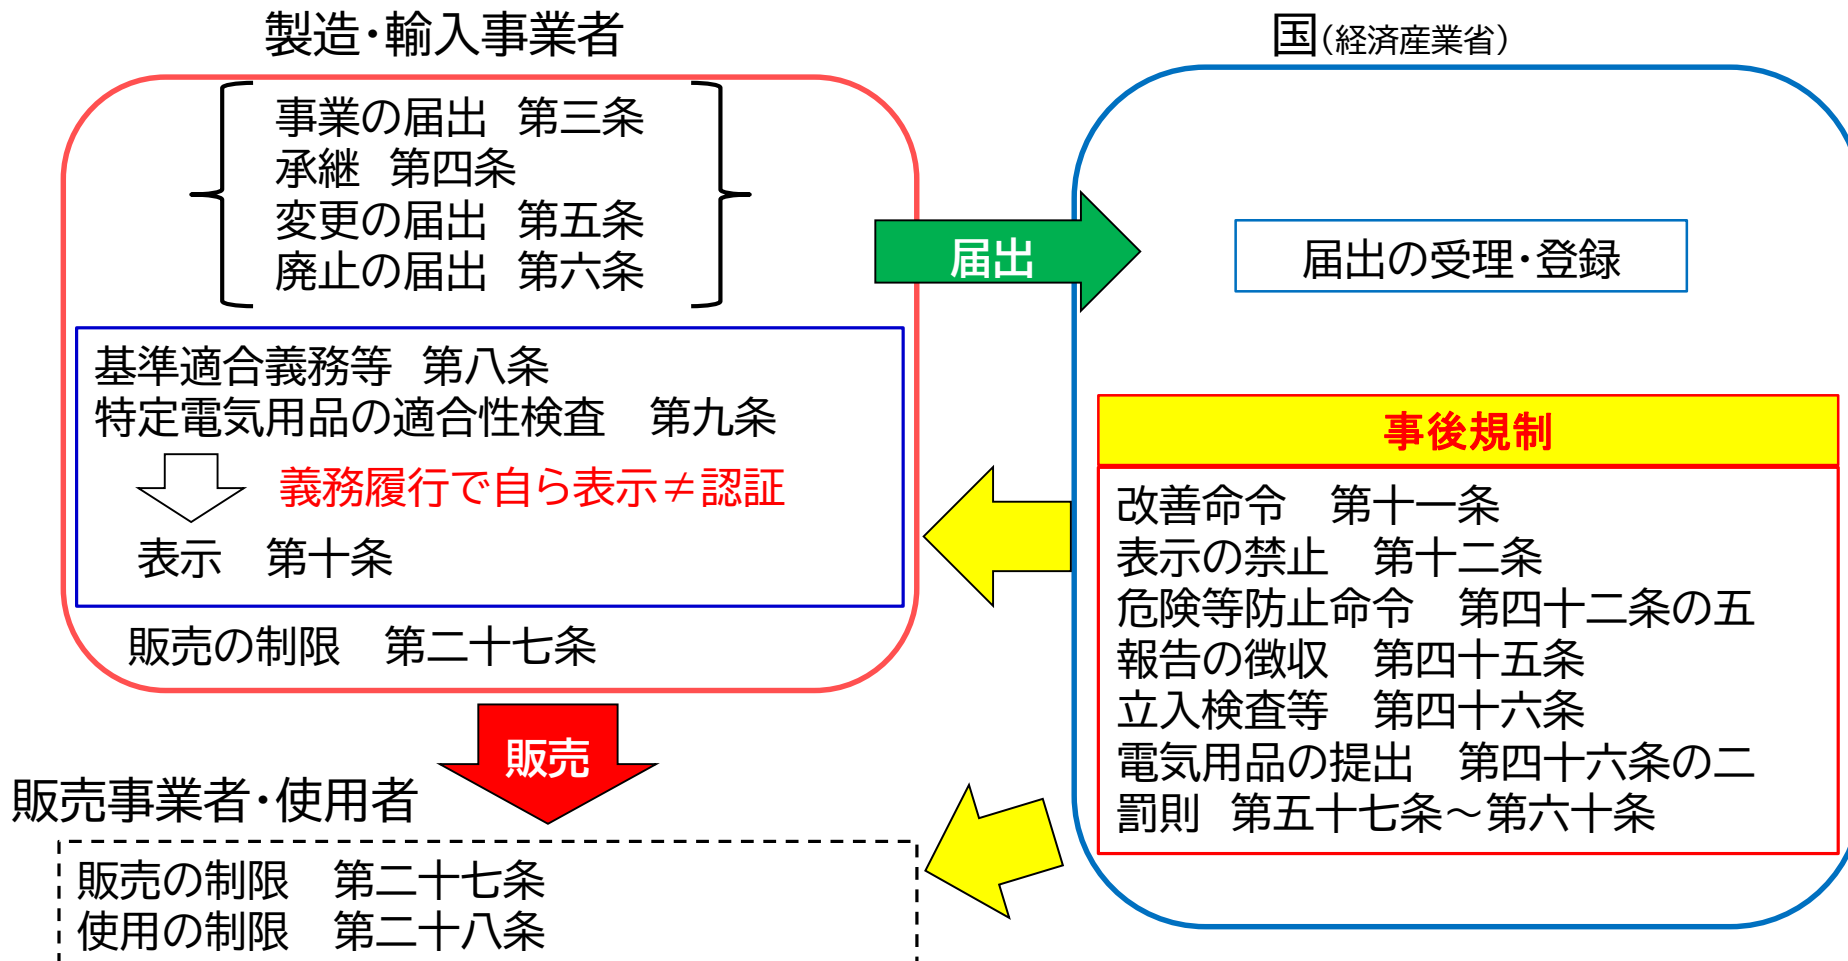 製造・輸入事業者
事業の届出 第三条
承継 第四条
変更の届出 第五条
廃止の届出 第六条
基準適合義務等 第八条
特定電気用品の適合性検査 第九条
義務履行で自ら表示≠認証
表示 第十条
販売の制限 第二十七条
届出
国(経済産業省)
届出の受理・登録
事後規制
改善命令 第十一条
表示の禁止 第十二条
危険等防止命令 第四十二条の五
報告の徴収 第四十五条
立入検査等 第四十六条
電気用品の提出 第四十六条の二
罰則 第五十七条～第六十条
販売
販売事業者・使用者
販売の制限 第二十七条
使用の制限 第二十八条